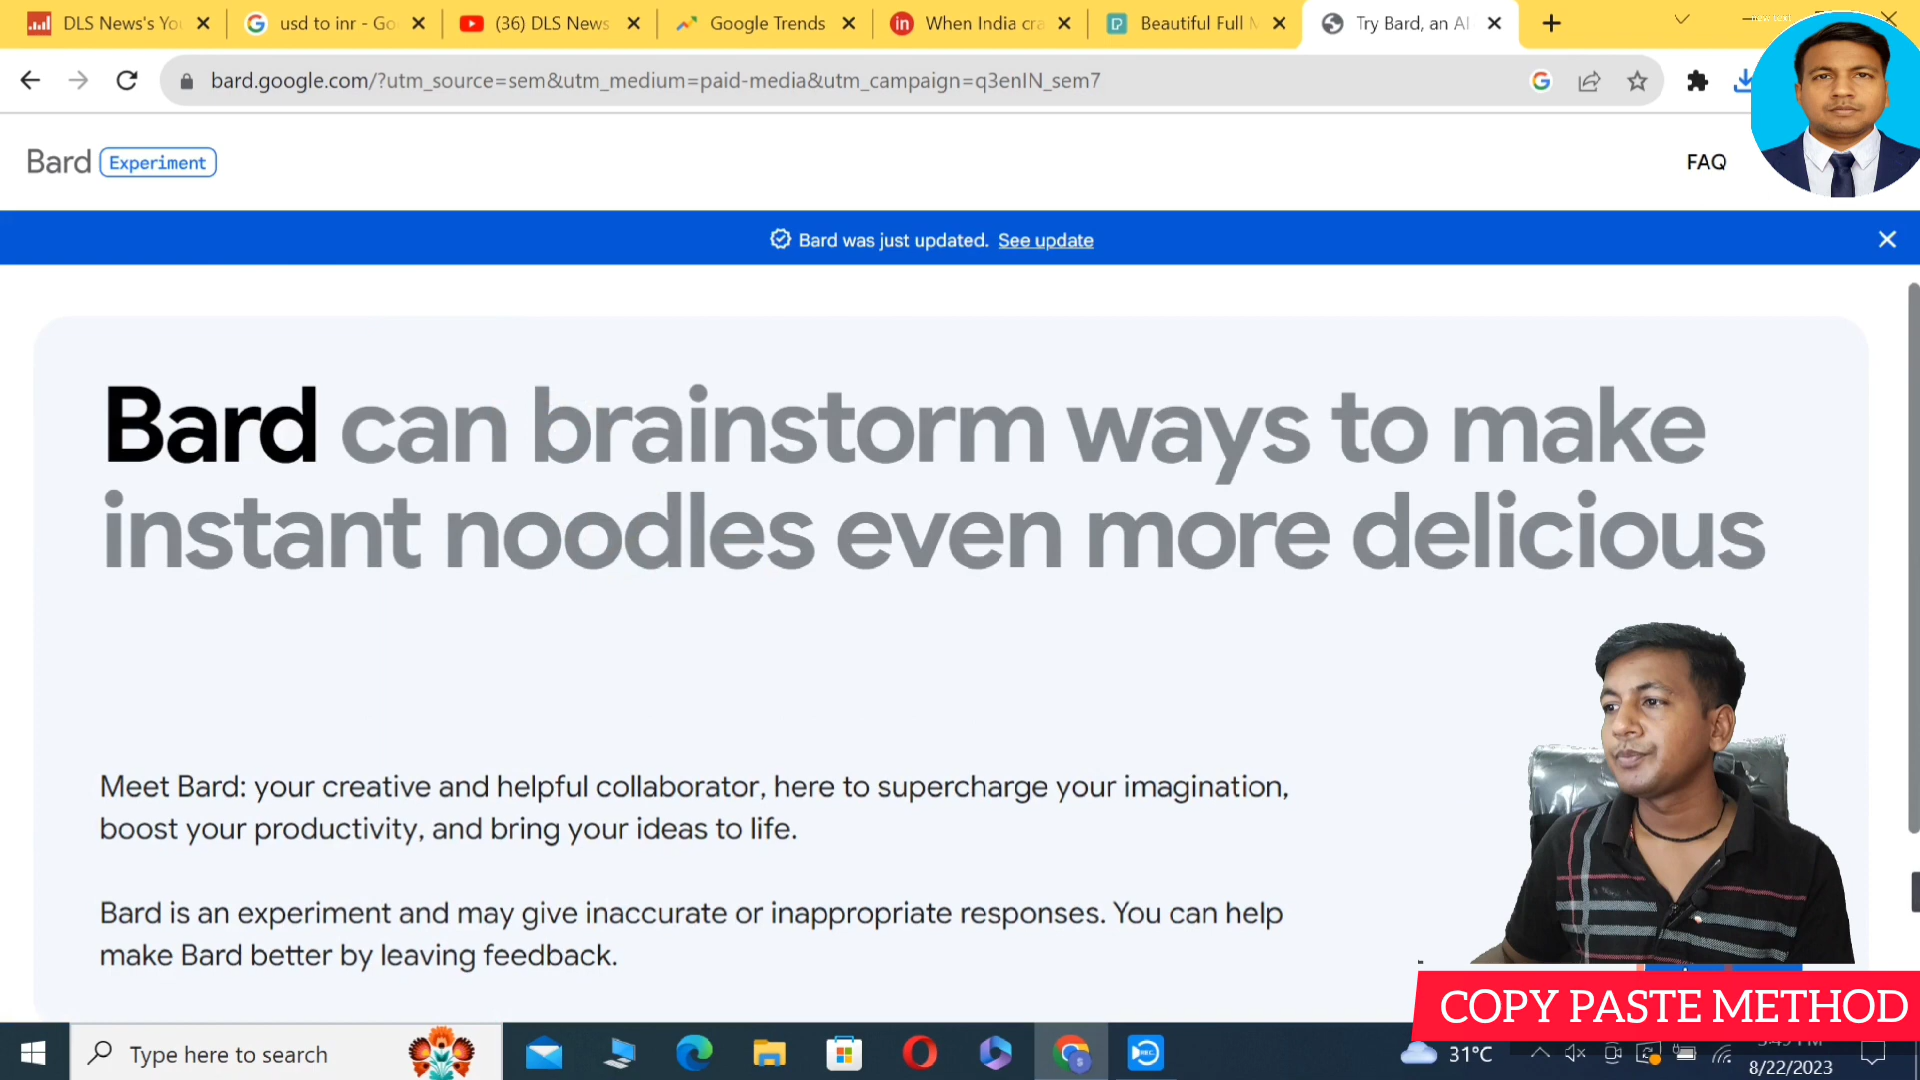 DLS News's You
usd to inr - Go
(36) DLS News
Google Trends
When India cra
Beautiful Full M
Try Bard, an AI
bard.google.com/?utm_source=sem&utm_medium=paid-media&utm_campaign=q3enIN_sem7
Bard Experiment
FAQ
Bard was just updated. See update
Bard can brainstorm ways to make
instant noodles even more delicious
Meet Bard: your creative and helpful collaborator, here to supercharge your imagination,
boost your productivity, and bring your ideas to life.
Bard is an experiment and may give inaccurate or inappropriate responses. You can help
make Bard better by leaving feedback.
COPY PASTE METHOD
Type here to search
31°C
8/22/2023